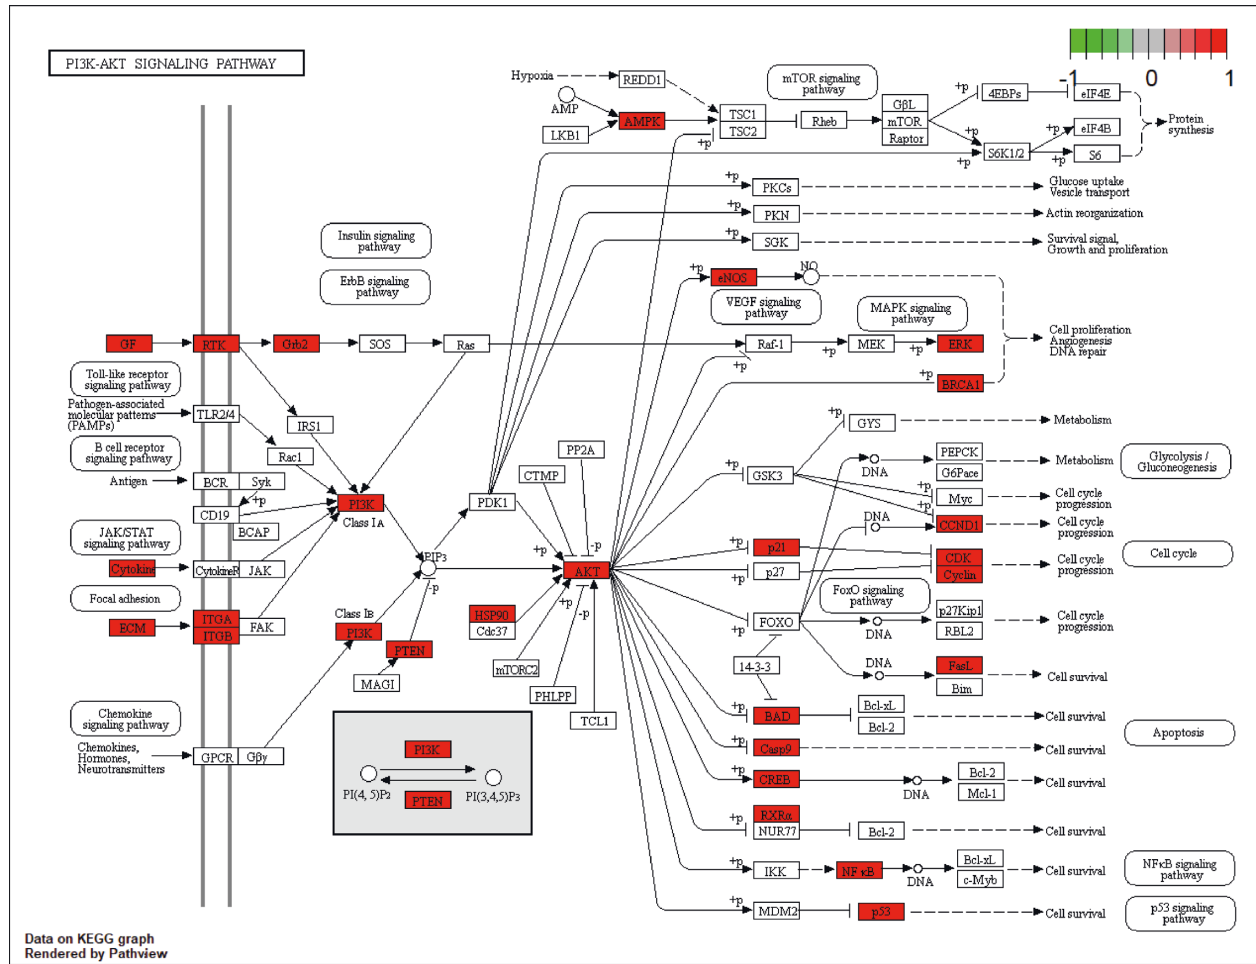 PI3K-AKT SIGNALING PATHWAY
-1 0 1
Hypoxia
REDD1
mTOR signaling
pathway
AMP
LKB1
AMPK
TSC1
TSC2
+p
Rheb
GβL
mTOR
Raptor
+p
4EBPs
eIF4E
+p
S6K1/2
+p
eIF4B
+p
S6
Protein
synthesis
+p
PKCs
Glucose uptake
Vesicle transport
+p
PKN
Actin reorganization
+p
SGK
Survival signal,
Growth and proliferation
Insulin signaling
pathway
ErbB signaling
pathway
+p
eNOS
NO
VEGF signaling
pathway
MAPK signaling
pathway
GF
RTK
Grb2
SOS
Ras
Raf-1
+p
MEK
+p
ERK
+p
Cell proliferation
Angiogenesis
DNA repair
+p
BRCA1
Toll-like receptor
signaling pathway
Pathogen-associated
molecular patterns
(PAMPs)
TLR2/4
IRS1
Rac1
B cell receptor
signaling pathway
Antigen
BCR
Syk
+p
CD19
BCAP
PI3K
Class IA
PDK1
CTMP
PP2A
+p
GYS
Metabolism
+p
GSK3
DNA
PEPCK
G6Pace
Metabolism
Glycolysis /
Gluconeogenesis
+p
Myc
Cell cycle
progression
+p
DNA
CCND1
Cell cycle
progression
JAK/STAT
signaling pathway
Cytokine
CytokineR
JAK
PIP3
-p
+p
-p
AKT
+p
p21
+p
p27
CDK
Cyclin
Cell cycle
progression
Cell cycle
Focal adhesion
ECM
ITGA
ITGB
FAK
Class IB
PI3K
PTEN
MAGI
HSP90
Cdc37
+p
-p
mTORC2
PHLPP
TCL1
+p
FOXO
FoxO signaling
pathway
DNA
p27Kip1
RBL2
Cell cycle
progression
14-3-3
DNA
FasL
Bim
Cell survival
Chemokine
signaling pathway
Chemokines,
Hormones,
Neurotransmitters
GPCR
Gβγ
PI3K
PI(4,5)P2
PI(3,4,5)P3
PTEN
+p
BAD
Bcl-xL
Bcl-2
Cell survival
+p
Casp9
Cell survival
Apoptosis
+p
CREB
DNA
Bcl-2
Mcl-1
Cell survival
+p
RXRα
NUR77
Bcl-2
Cell survival
+p
IKK
NFκB
DNA
Bcl-xL
c-Myb
Cell survival
NFκB signaling
pathway
+p
MDM2
p53
Cell survival
p53 signaling
pathway
Data on KEGG graph
Rendered by Pathview